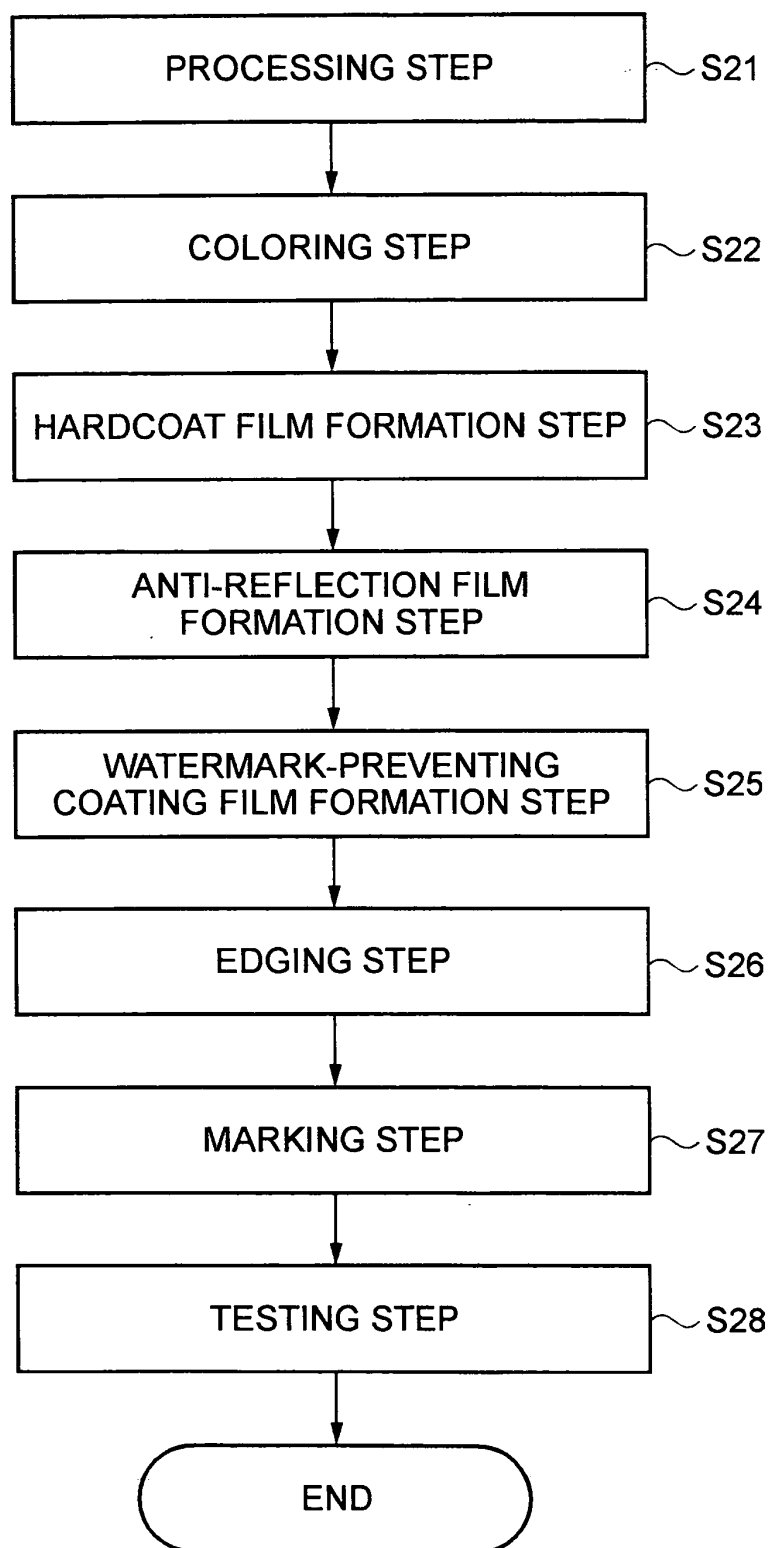 PROCESSING STEP
S21
COLORING STEP
S22
HARDCOAT FILM FORMATION STEP
S23
ANTI-REFLECTION FILM
FORMATION STEP
S24
WATERMARK-PREVENTING
COATING FILM FORMATION STEP
S25
EDGING STEP
S26
MARKING STEP
S27
TESTING STEP
S28
END